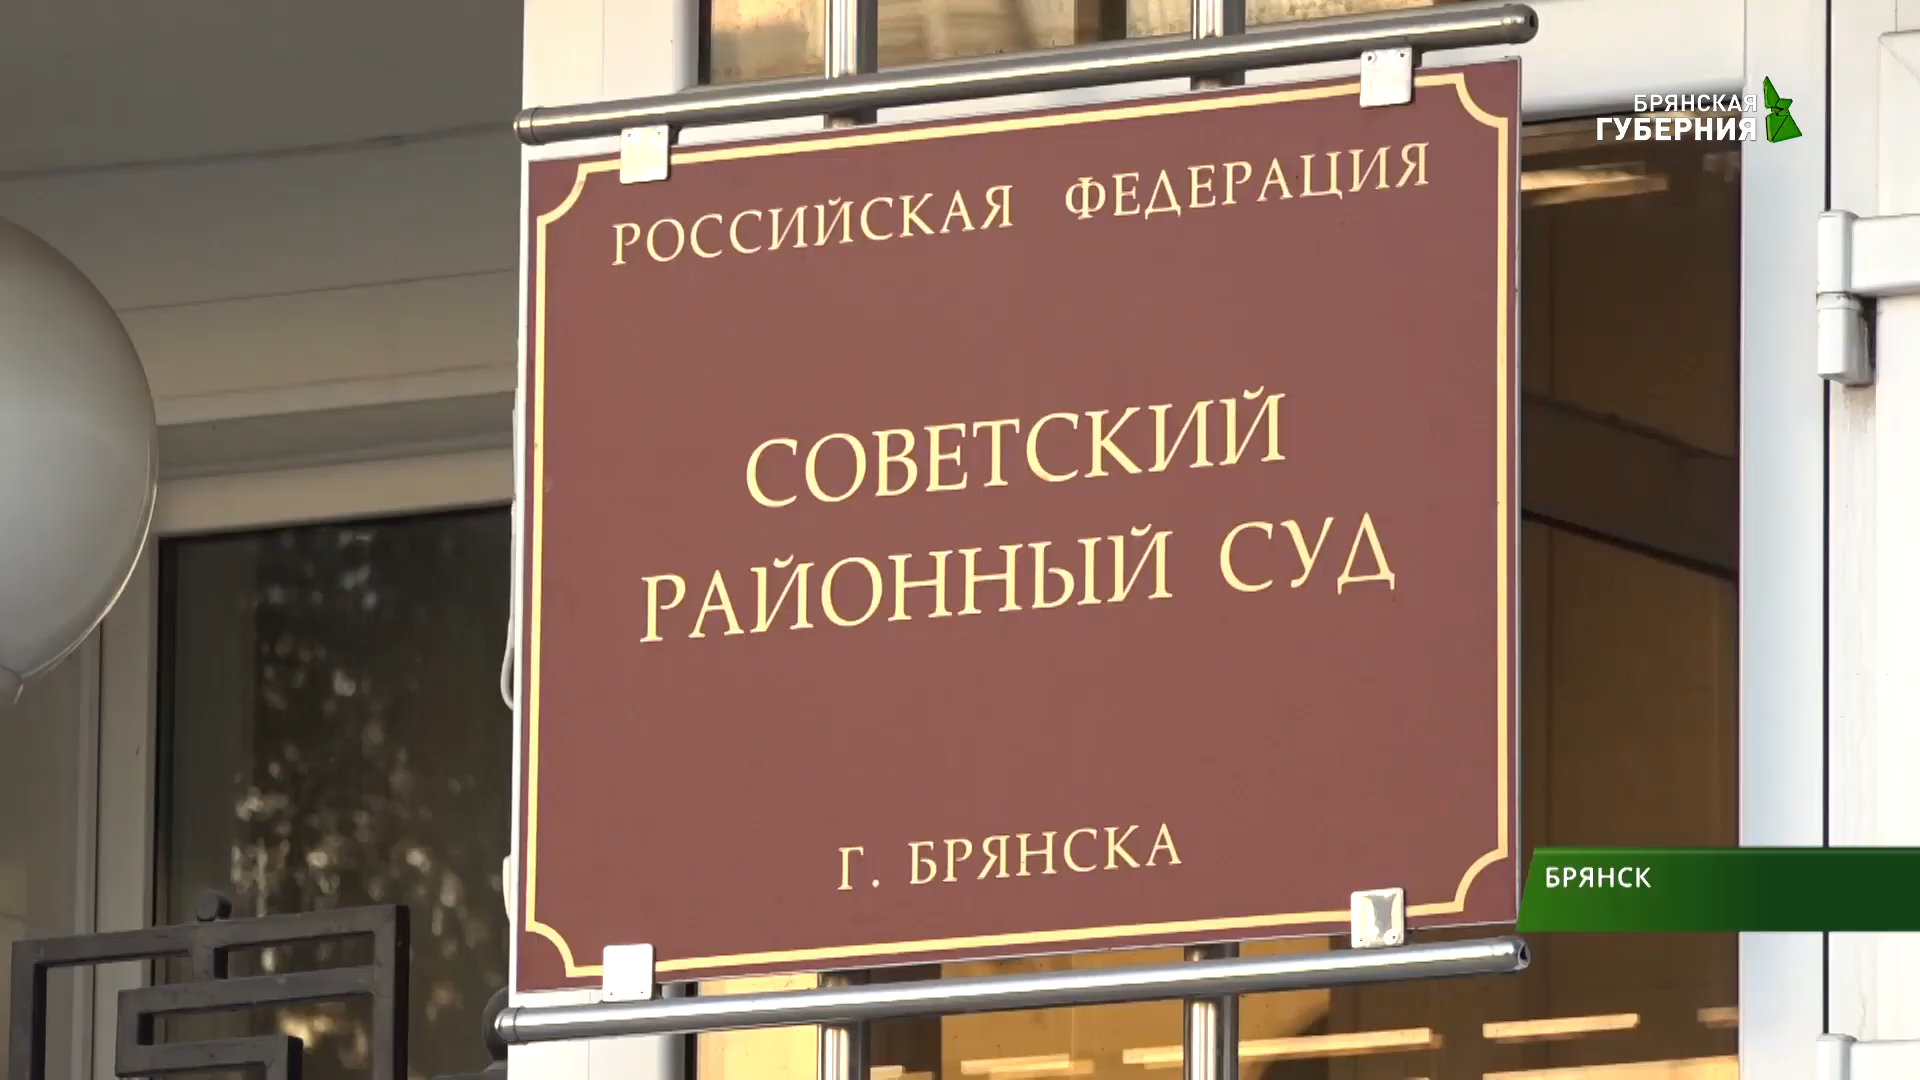 БРЯНСКАЯ
ГУБЕРНИЯ
РОССИЙСКАЯ ФЕДЕРАЦИЯ
СОВЕТСКИЙ
РАЙОННЫЙ СУД
Г. БРЯНСКА
БРЯНСК